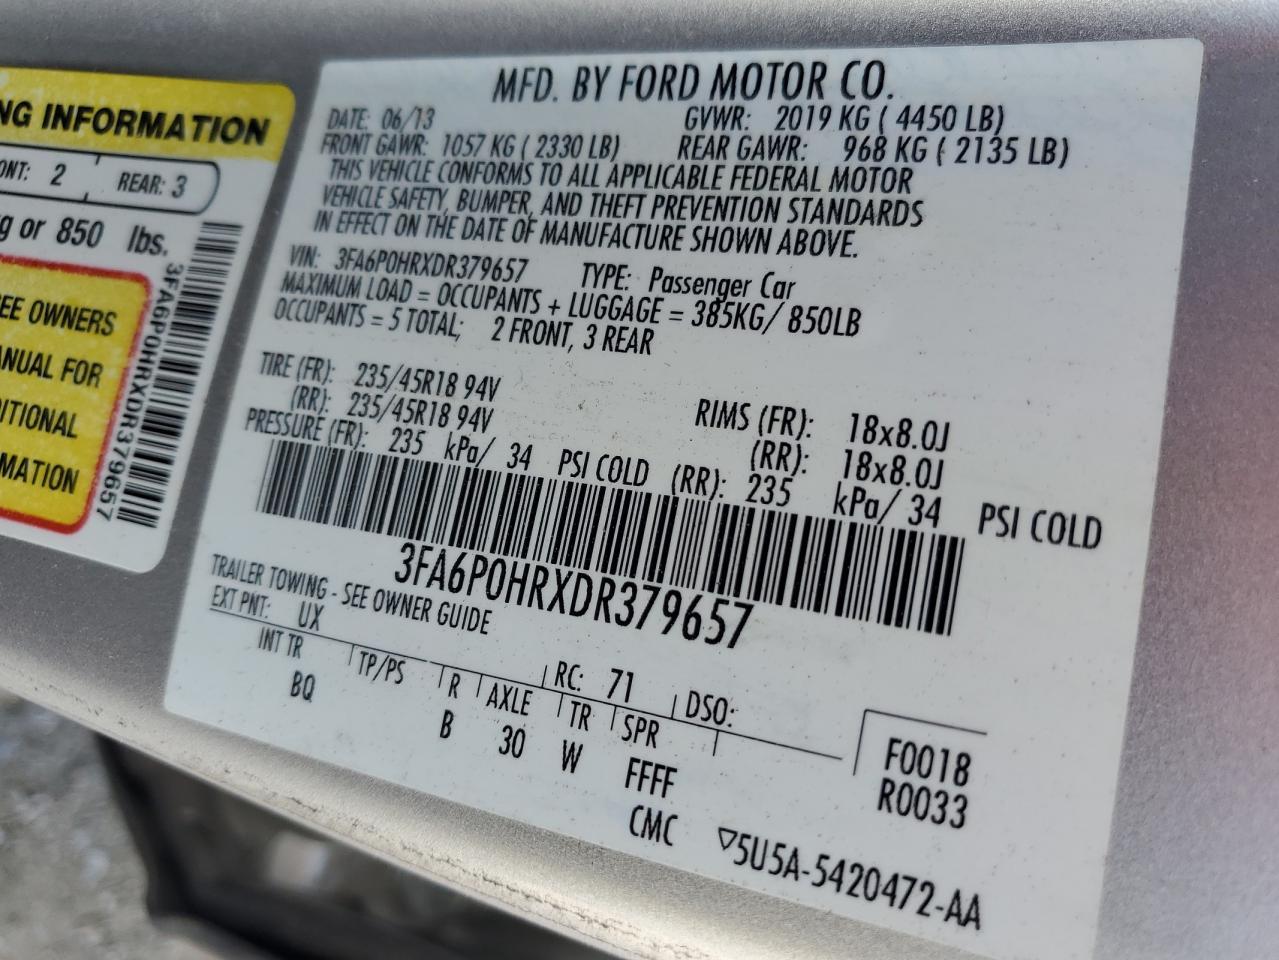 NG INFORMATION
ONT: 2 REAR: 3
g or 850 lbs.
EE OWNERS
ANUAL FOR
ITIONAL
MATION
3FA6P0HRXDR379657
MFD. BY FORD MOTOR CO.
DATE: 06/13 GVWR: 2019 KG ( 4450 LB)
FRONT GAWR: 1057 KG ( 2330 LB) REAR GAWR: 968 KG ( 2135 LB)
THIS VEHICLE CONFORMS TO ALL APPLICABLE FEDERAL MOTOR
VEHICLE SAFETY, BUMPER, AND THEFT PREVENTION STANDARDS
IN EFFECT ON THE DATE OF MANUFACTURE SHOWN ABOVE.
VIN: 3FA6P0HRXDR379657 TYPE: Passenger Car
MAXIMUM LOAD = OCCUPANTS + LUGGAGE = 385KG/ 850LB
OCCUPANTS = 5 TOTAL; 2 FRONT, 3 REAR
TIRE (FR): 235/45R18 94V RIMS (FR): 18x8.0J
(RR): 235/45R18 94V (RR): 18x8.0J
PRESSURE (FR): 235 kPa/ 34 PSI COLD (RR): 235 kPa/ 34 PSI COLD
3FA6P0HRXDR379657
TRAILER TOWING - SEE OWNER GUIDE
EXT PNT: UX RC: 71 DSO:
INT TR TP/PS R AXLE TR SPR
BQ B 30 W FFFF
F0018
R0033
CMC 5U5A-5420472-AA